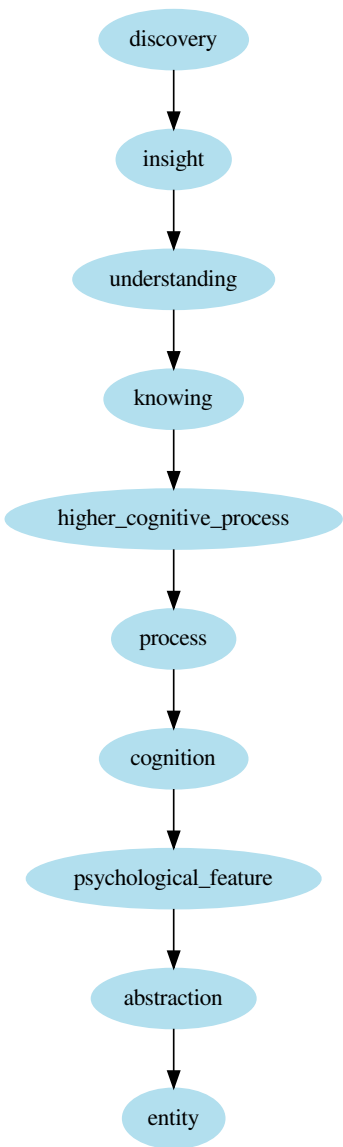 discovery
insight
understanding
knowing
higher_cognitive_process
process
cognition
psychological_feature
abstraction
entity